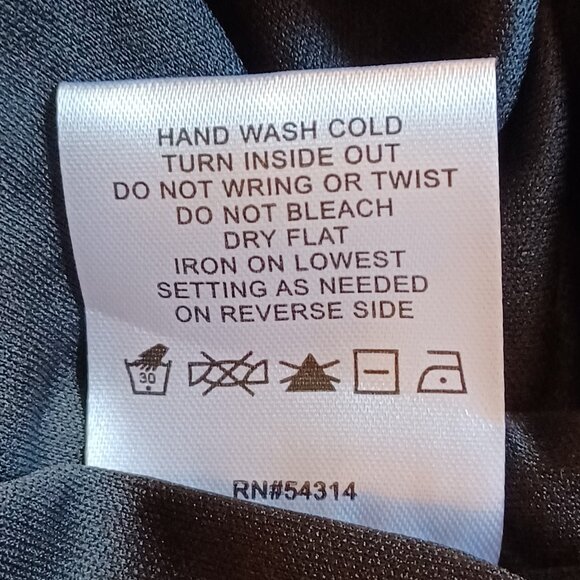 HAND WASH COLD
TURN INSIDE OUT
DO NOT WRING OR TWIST
DO NOT BLEACH
DRY FLAT
IRON ON LOWEST
SETTING AS NEEDED
ON REVERSE SIDE
30
RN#54314